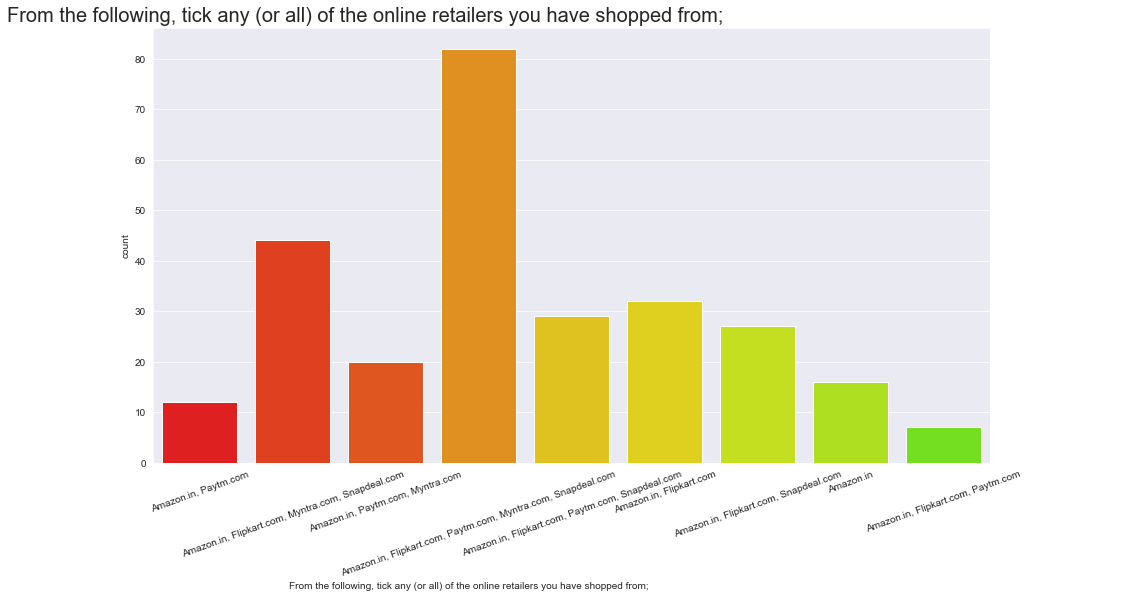 From the following, tick any (or all) of the online retailers you have shopped from;
80
70
60
50
40
30
20
10
0
count
Amazon.in, Paytm.com
Amazon.in, Flipkart.com, Myntra.com, Snapdeal.com
Amazon.in, Paytm.com, Myntra.com
Amazon.in, Flipkart.com, Paytm.com, Myntra.com, Snapdeal.com
Amazon.in, Flipkart.com, Paytm.com, Snapdeal.com
Amazon.in, Flipkart.com
Amazon.in, Flipkart.com, Snapdeal.com
Amazon.in
Amazon.in, Flipkart.com, Paytm.com
From the following, tick any (or all) of the online retailers you have shopped from;